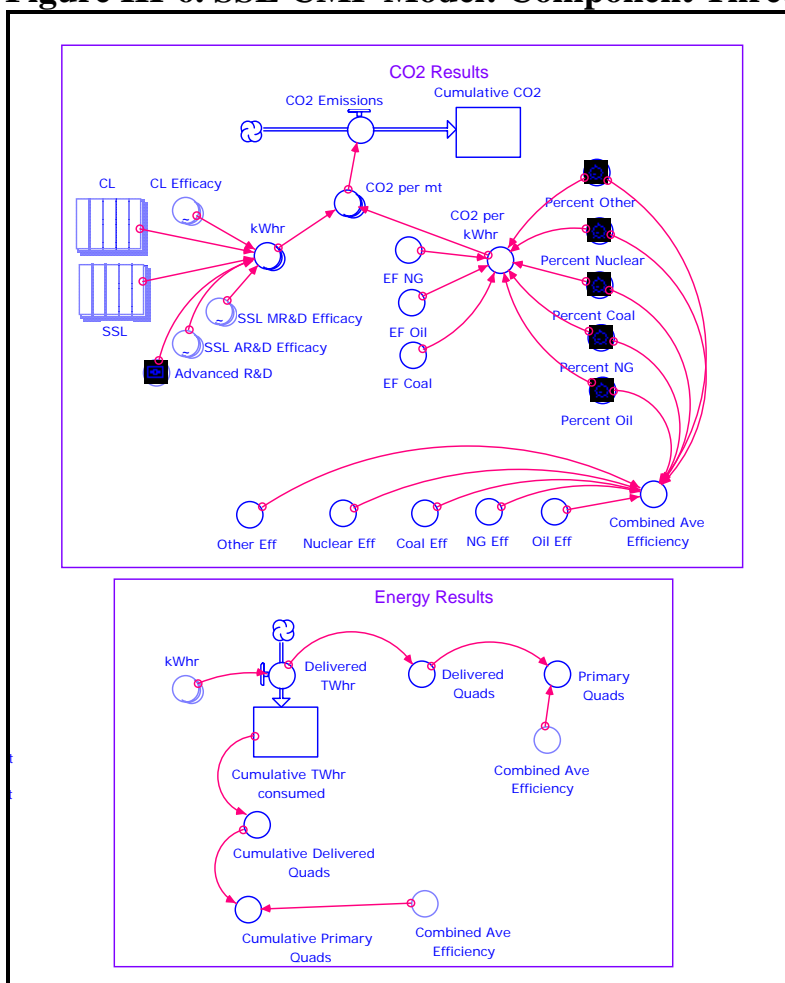 Figure III-6. SSL-CMP Model: Component Thre
CO2 Results
CO2 Emissions
Cumulative CO2
CL
CL Efficacy
CO2 per mt
Percent Other
kWhr
CO2 per
kWhr
Percent Nuclear
EF NG
SSL MR&D Efficacy
Percent Coal
EF Oil
SSL
SSL AR&D Efficacy
Percent NG
Advanced R&D
EF Coal
Percent Oil
Other Eff
Nuclear Eff
Coal Eff
NG Eff
Oil Eff
Combined Ave
Efficiency
Energy Results
kWhr
Delivered
TWhr
Delivered
Quads
Primary
Quads
Combined Ave
Efficiency
Cumulative TWhr
consumed
t
t
Cumulative Delivered
Quads
Cumulative Primary
Quads
Combined Ave
Efficiency